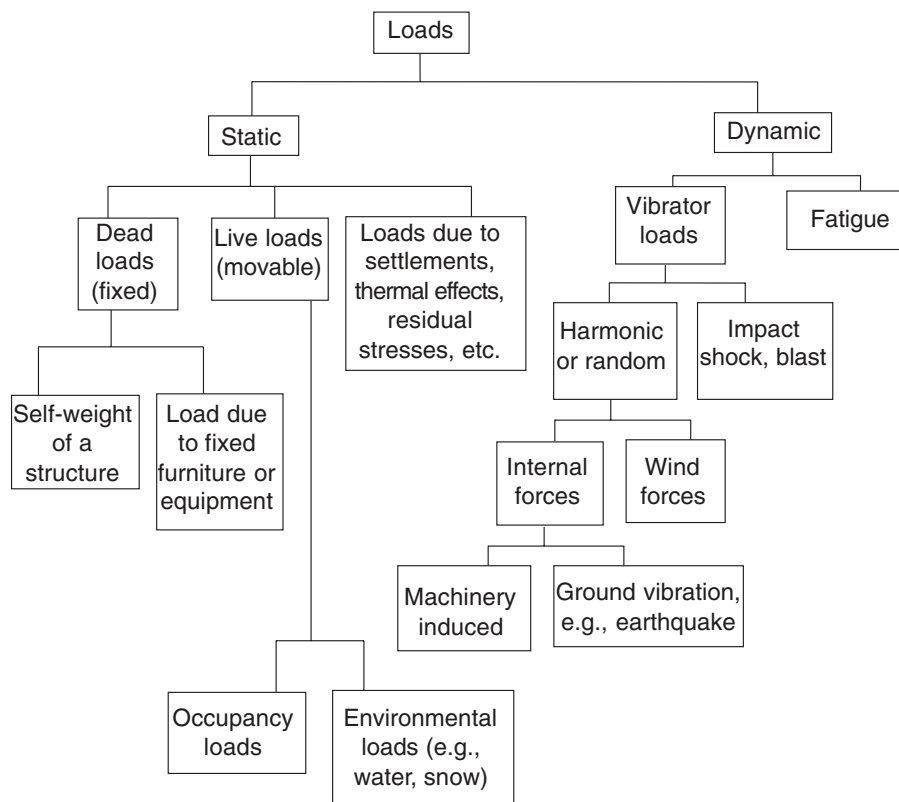 Loads
Static
Dynamic
Dead
loads
(fixed)
Live loads
(movable)
Loads due to
settlements,
thermal effects,
residual
stresses, etc.
Vibrator
loads
Fatigue
Harmonic
or random
Impact
shock, blast
Self-weight
of a
structure
Load due
to fixed
furniture or
equipment
Internal
forces
Wind
forces
Machinery
induced
Ground vibration,
e.g., earthquake
Occupancy
loads
Environmental
loads (e.g.,
water, snow)